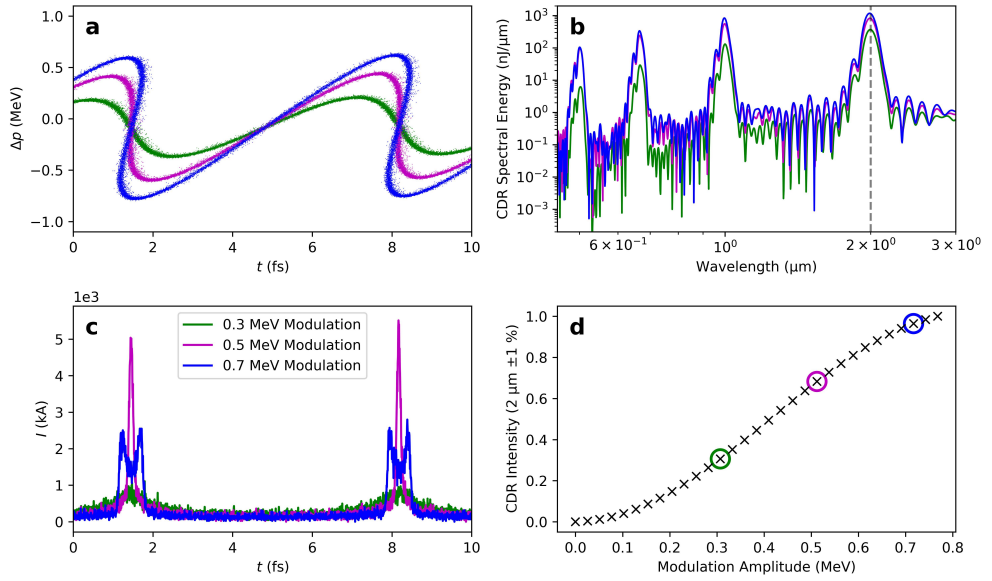 a
1.0
0.5
0.0
−0.5
−1.0
Δp (MeV)
0 2 4 6 8 10
t (fs)
b
10³
10²
10¹
10⁰
10⁻¹
10⁻²
10⁻³
CDR Spectral Energy (nJ/μm)
6 × 10⁻¹ 10⁰ 2 × 10⁰ 3 × 10⁰
Wavelength (μm)
1e3
c
0.3 MeV Modulation
0.5 MeV Modulation
0.7 MeV Modulation
5
4
3
2
1
0
I (kA)
0 2 4 6 8 10
t (fs)
d
1.0
0.8
0.6
0.4
0.2
0.0
CDR Intensity (2 μm ±1 %)
0.0 0.1 0.2 0.3 0.4 0.5 0.6 0.7 0.8
Modulation Amplitude (MeV)